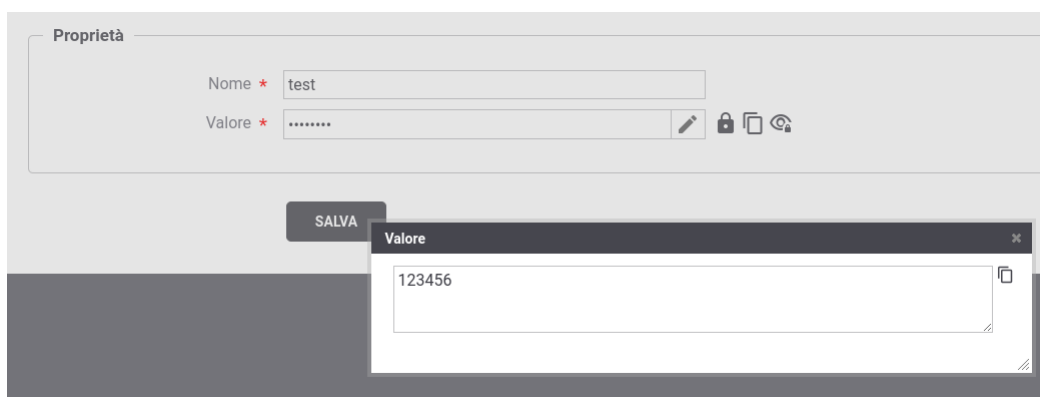 Proprietà
Nome * test
Valore * ••••••••
SALVA
Valore
123456